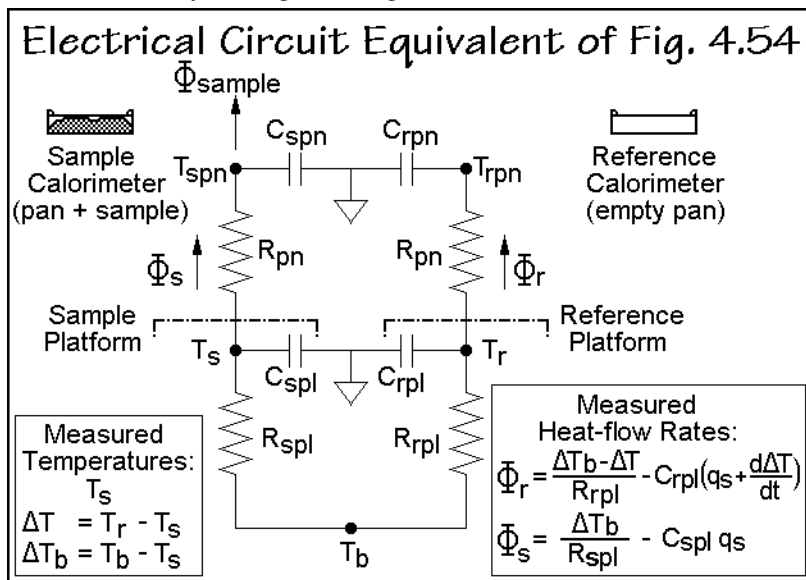 Electrical Circuit Equivalent of Fig. 4.54
Φsample
Sample
Calorimeter
(pan + sample)
Cspn
Crpn
Tspn
Trpn
Reference
Calorimeter
(empty pan)
Rpn
Rpn
Φs
Φr
Sample
Platform
Reference
Platform
Ts
Tr
Cspl
Crpl
Rspl
Rrpl
Tb
Measured
Temperatures:
Ts
ΔT = Tr - Ts
ΔTb = Tb - Ts
Measured
Heat-flow Rates:
Φr = (ΔTb-ΔT)/Rrpl - Crpl(qs + dΔT/dt)
Φs = ΔTb/Rspl - Cspl qs